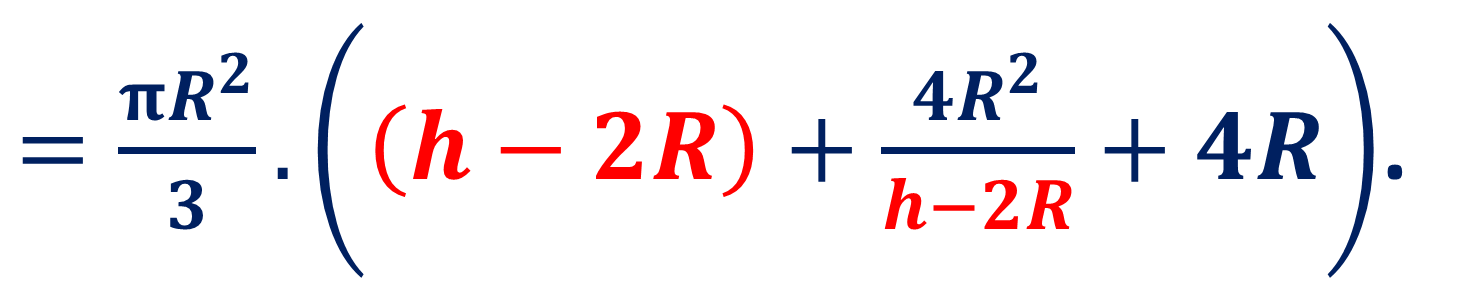 = πR²/3 . ((h − 2R) + 4R²/(h−2R) + 4R).